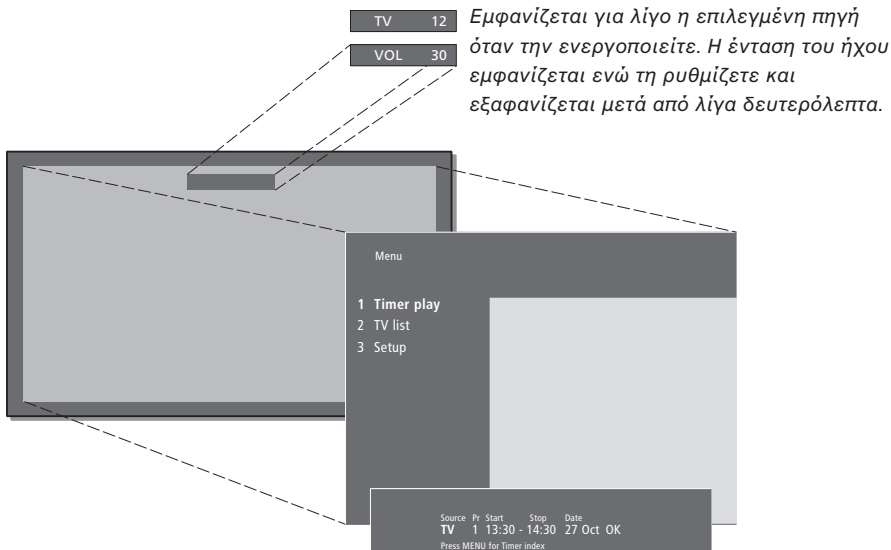 TV 12
VOL 30
Εμφανίζεται για λίγο η επιλεγμένη πηγή
όταν την ενεργοποιείτε. Η ένταση του ήχου
εμφανίζεται ενώ τη ρυθμίζετε και
εξαφανίζεται μετά από λίγα δευτερόλεπτα.
Menu
1 Timer play
2 TV list
3 Setup
Source Pr Start Stop Date
TV 1 13:30 - 14:30 27 Oct OK
Press MENU for Timer index